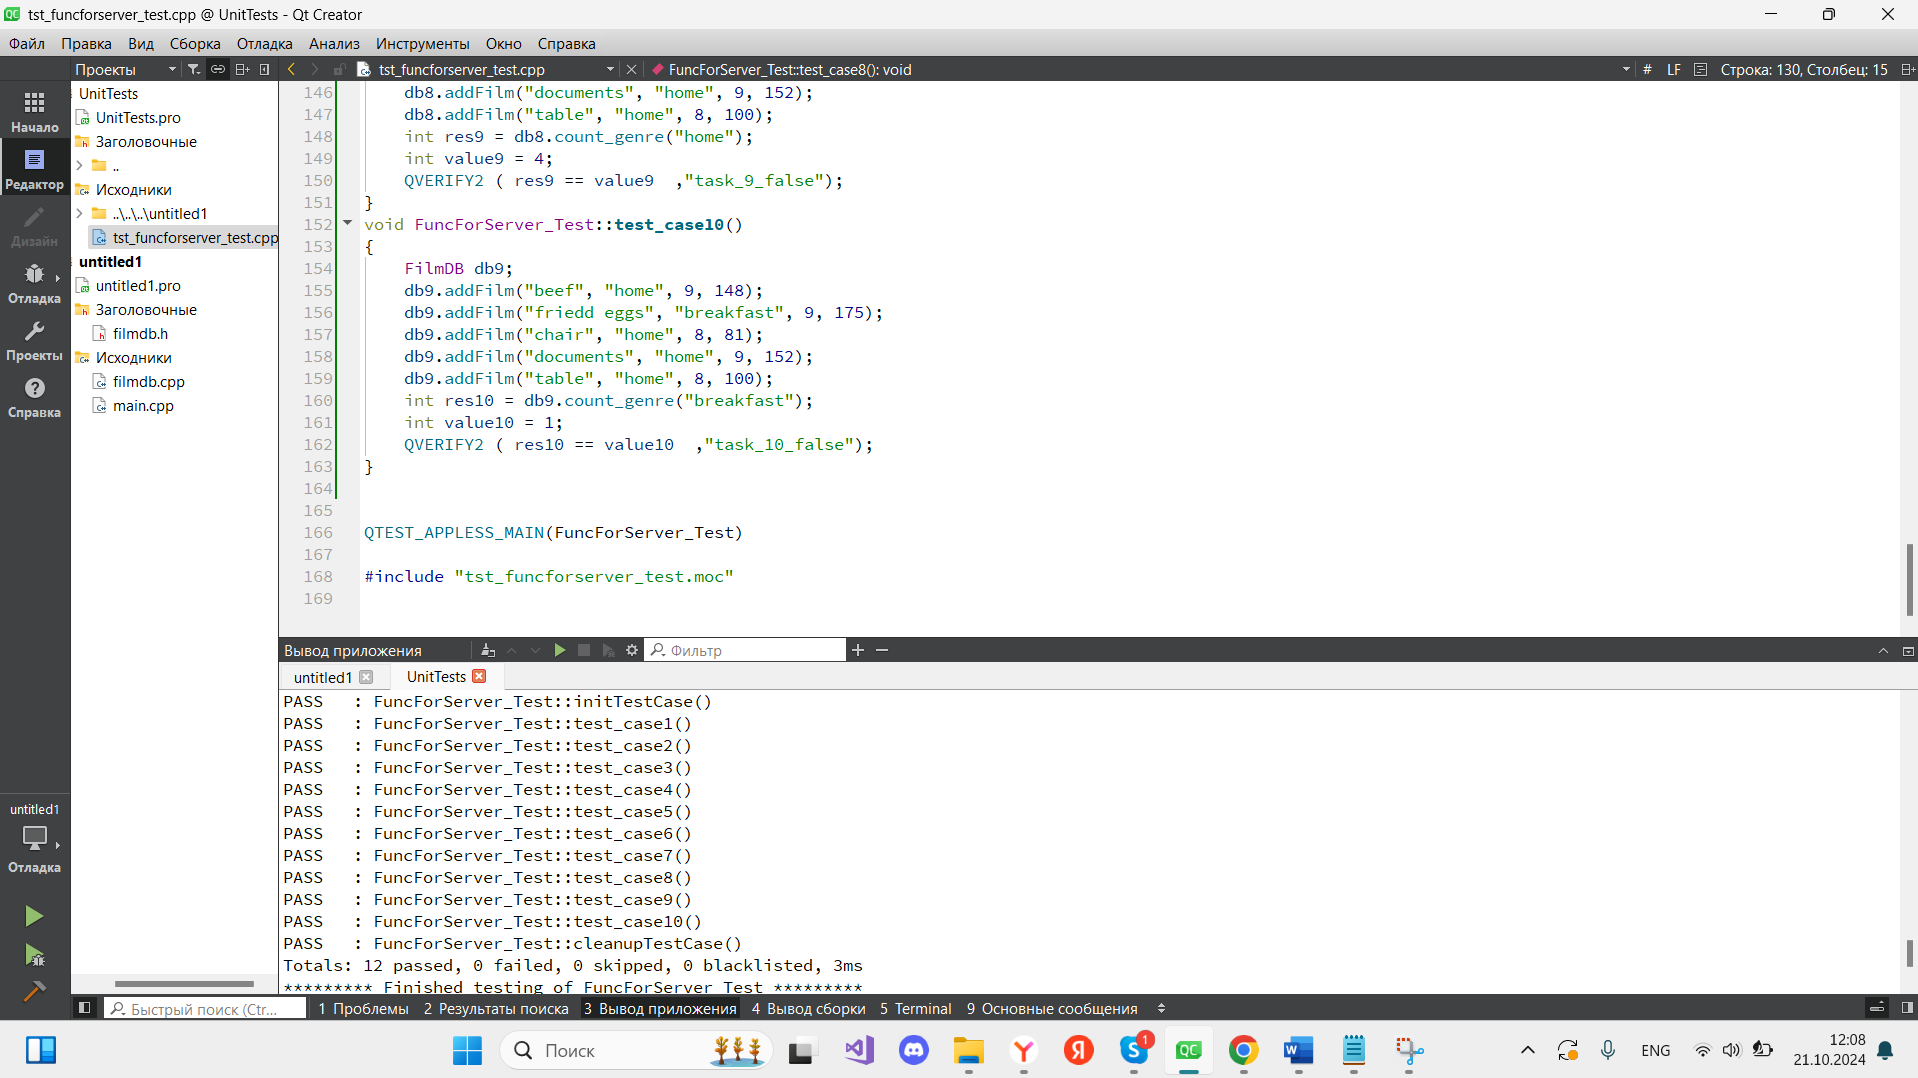 tst_funcforserver_test.cpp @ UnitTests - Qt Creator
Файл Правка Вид Сборка Отладка Анализ Инструменты Окно Справка
Проекты tst_funcforserver_test.cpp FuncForServer_Test::test_case8(): void # LF Строка: 130, Столбец: 15
Начало
Редактор
Дизайн
Отладка
Проекты
Справка
untitled1
Отладка
UnitTests
UnitTests.pro
Заголовочные
..
Исходники
..\..\..\untitled1
tst_funcforserver_test.cpp
untitled1
untitled1.pro
Заголовочные
filmdb.h
Исходники
filmdb.cpp
main.cpp
146 db8.addFilm("documents", "home", 9, 152);
147 db8.addFilm("table", "home", 8, 100);
148 int res9 = db8.count_genre("home");
149 int value9 = 4;
150 QVERIFY2 ( res9 == value9  ,"task_9_false");
151 }
152 void FuncForServer_Test::test_case10()
153 {
154 FilmDB db9;
155 db9.addFilm("beef", "home", 9, 148);
156 db9.addFilm("friedd eggs", "breakfast", 9, 175);
157 db9.addFilm("chair", "home", 8, 81);
158 db9.addFilm("documents", "home", 9, 152);
159 db9.addFilm("table", "home", 8, 100);
160 int res10 = db9.count_genre("breakfast");
161 int value10 = 1;
162 QVERIFY2 ( res10 == value10  ,"task_10_false");
163 }
164
165
166 QTEST_APPLESS_MAIN(FuncForServer_Test)
167
168 #include "tst_funcforserver_test.moc"
169
Вывод приложения Фильтр
untitled1 UnitTests
PASS   : FuncForServer_Test::initTestCase()
PASS   : FuncForServer_Test::test_case1()
PASS   : FuncForServer_Test::test_case2()
PASS   : FuncForServer_Test::test_case3()
PASS   : FuncForServer_Test::test_case4()
PASS   : FuncForServer_Test::test_case5()
PASS   : FuncForServer_Test::test_case6()
PASS   : FuncForServer_Test::test_case7()
PASS   : FuncForServer_Test::test_case8()
PASS   : FuncForServer_Test::test_case9()
PASS   : FuncForServer_Test::test_case10()
PASS   : FuncForServer_Test::cleanupTestCase()
Totals: 12 passed, 0 failed, 0 skipped, 0 blacklisted, 3ms
********* Finished testing of FuncForServer_Test *********
Быстрый поиск (Ctr... 1 Проблемы 2 Результаты поиска 3 Вывод приложения 4 Вывод сборки 5 Terminal 9 Основные сообщения
Поиск 1 ENG 12:08
21.10.2024